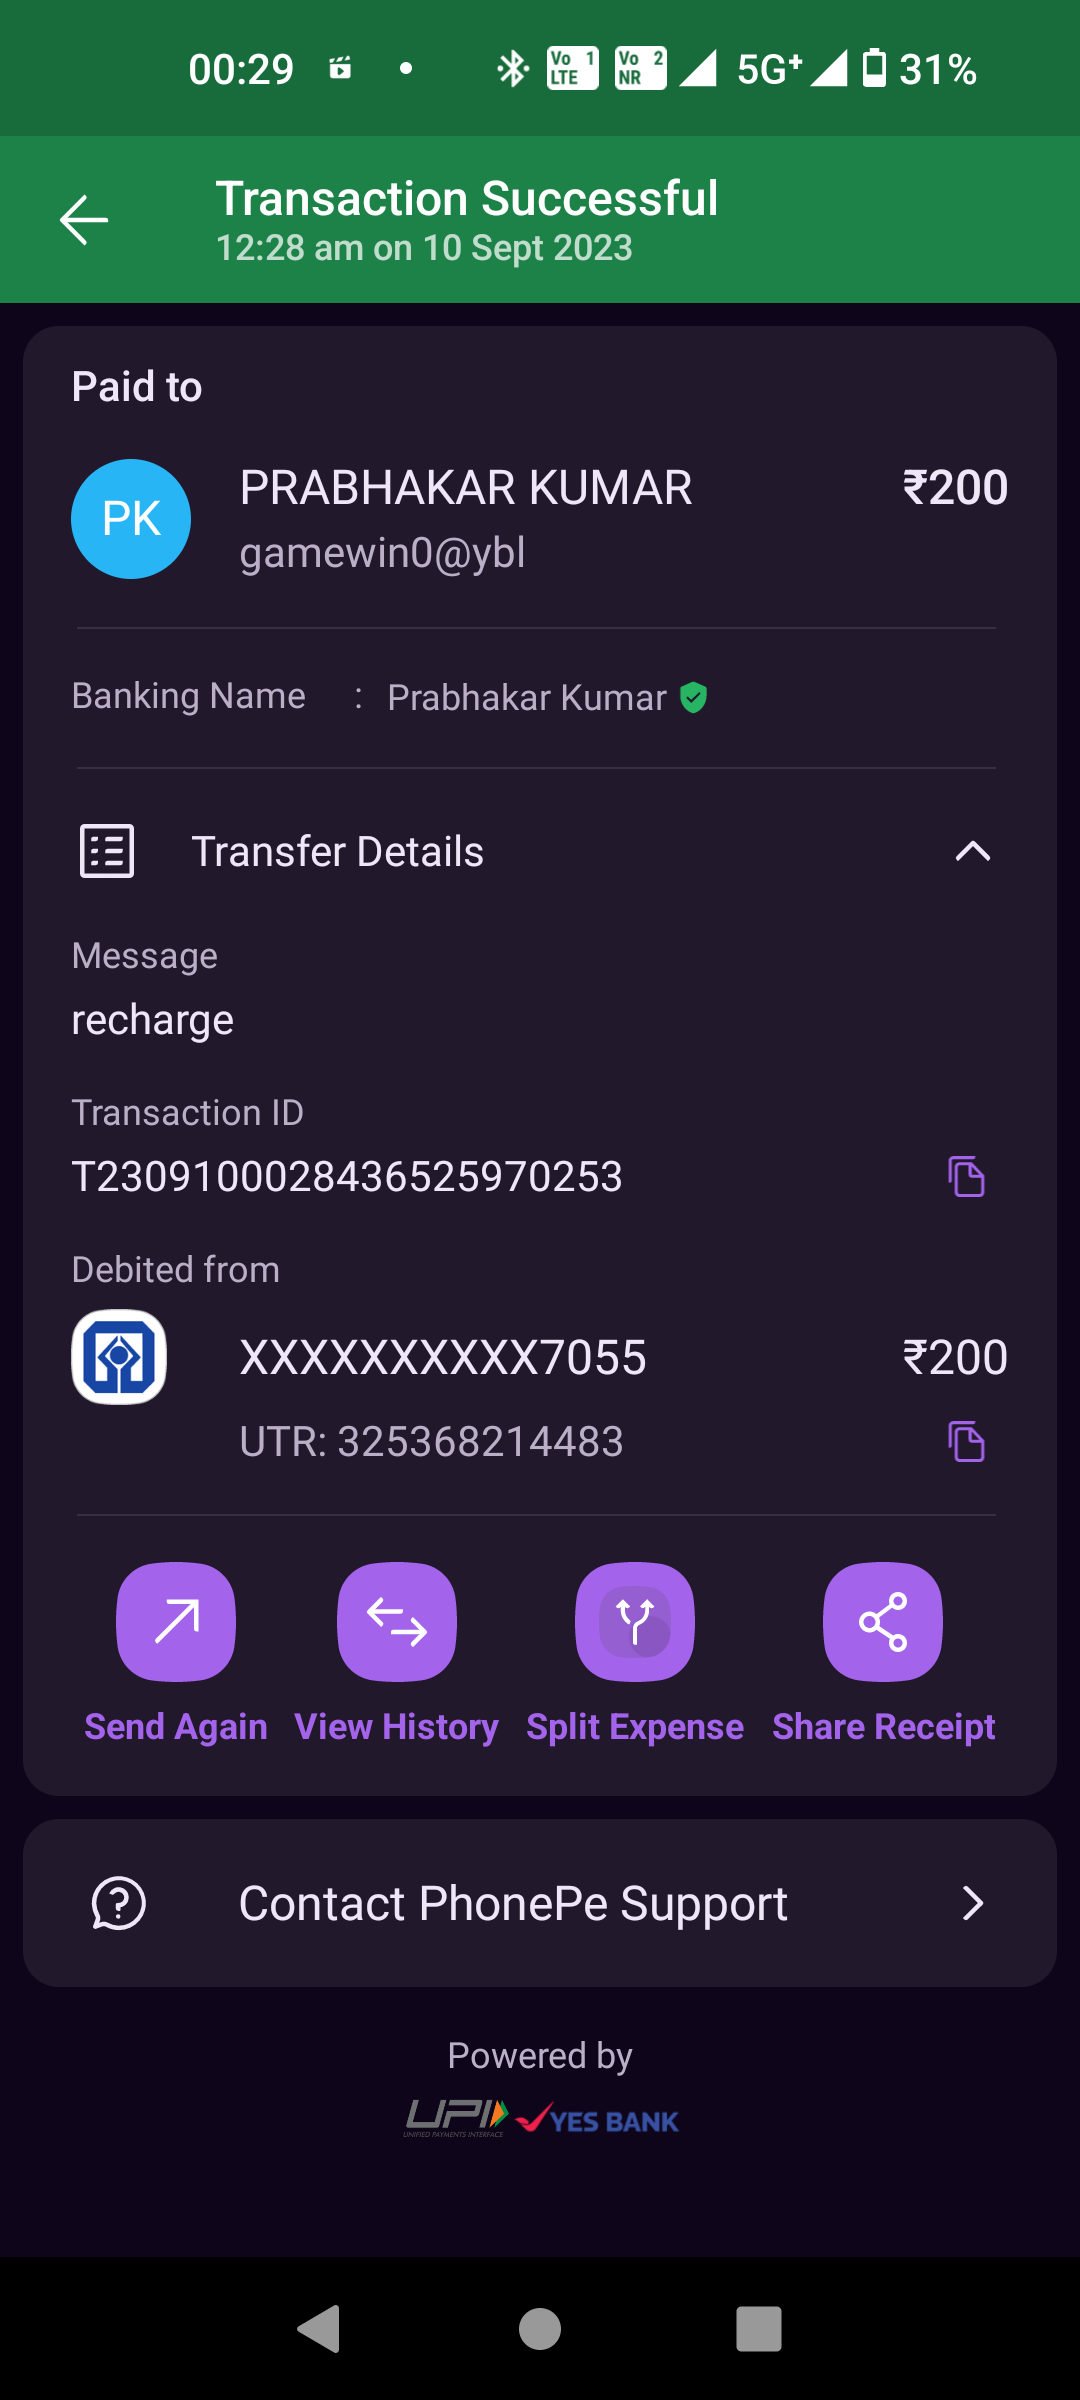 00:29 Vo 1 LTE Vo 2 NR 5G+ 31%
Transaction Successful
12:28 am on 10 Sept 2023
Paid to
PK
PRABHAKAR KUMAR ₹200
gamewin0@ybl
Banking Name : Prabhakar Kumar
Transfer Details
Message
recharge
Transaction ID
T2309100028436525970253
Debited from
XXXXXXXXXX7055 ₹200
UTR: 325368214483
Send Again View History Split Expense Share Receipt
Contact PhonePe Support
Powered by
UPI YES BANK
UNIFIED PAYMENTS INTERFACE